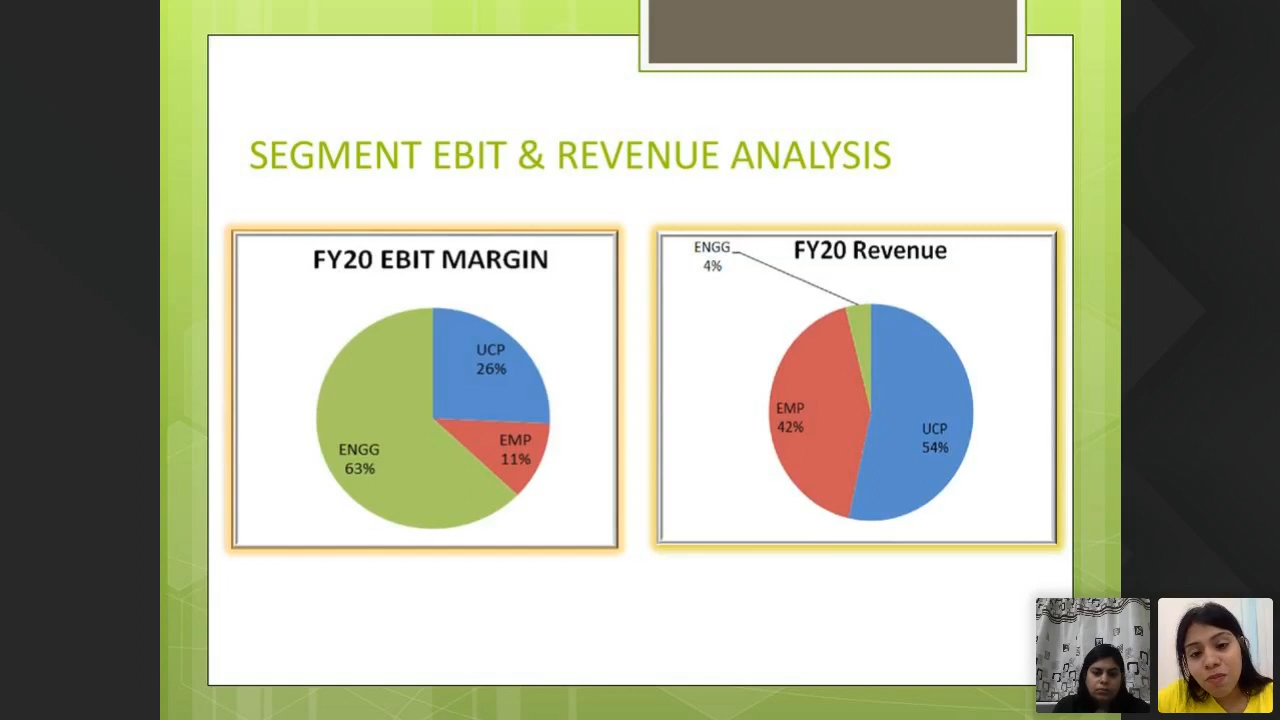 SEGMENT EBIT & REVENUE ANALYSIS
FY20 EBIT MARGIN
UCP
26%
EMP
11%
ENGG
63%
FY20 Revenue
ENGG
4%
EMP
42%
UCP
54%